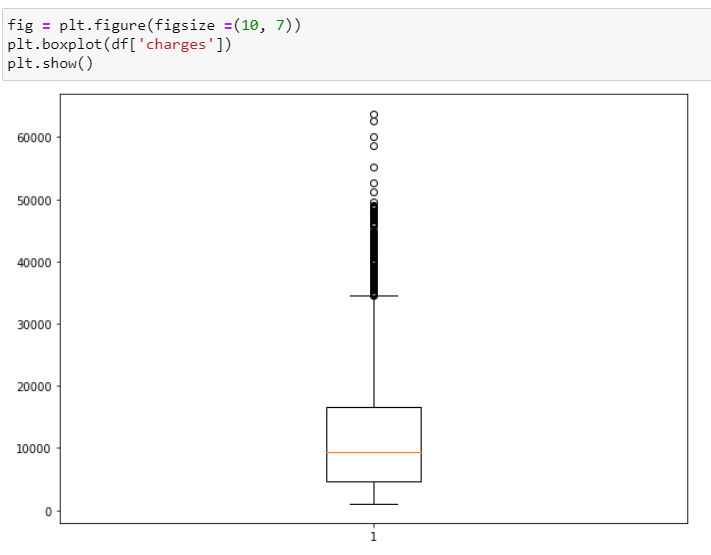 fig = plt.figure(figsize =(10, 7))
plt.boxplot(df['charges'])
plt.show()
60000
50000
40000
30000
20000
10000
0
1